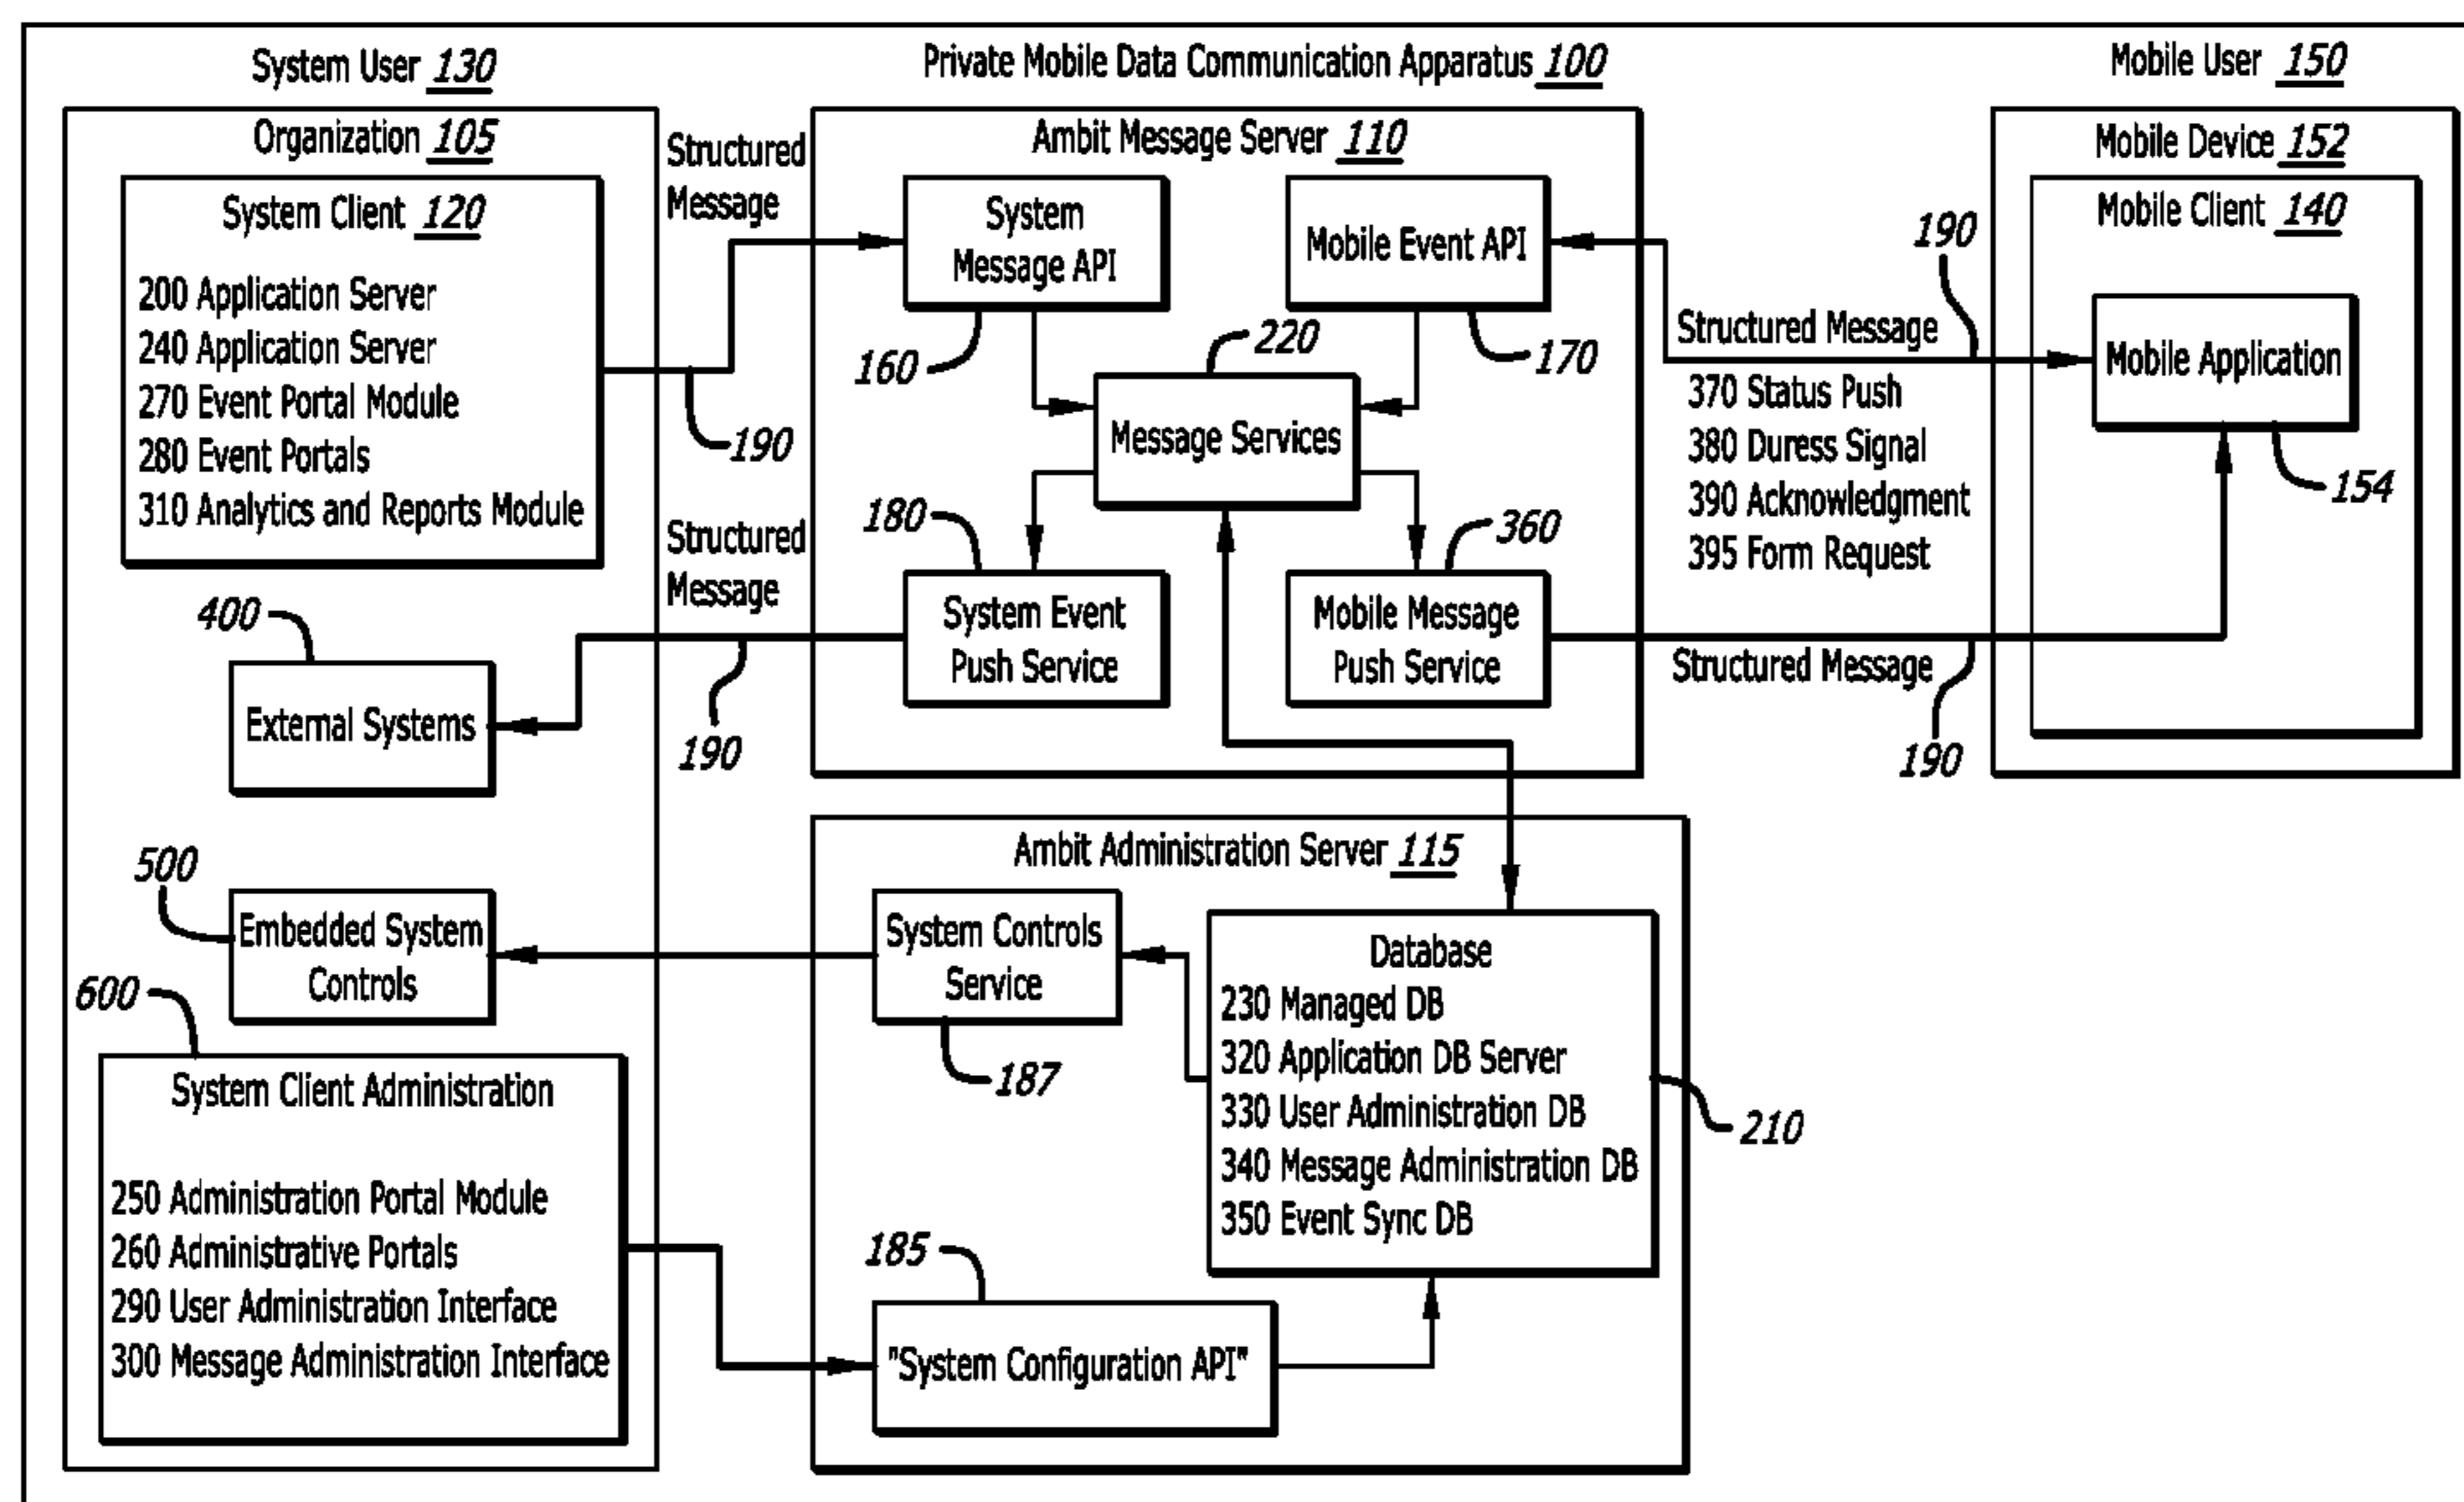 System User 130
Private Mobile Data Communication Apparatus 100
Mobile User 150
Organization 105
System Client 120
200 Application Server
240 Application Server
270 Event Portal Module
280 Event Portals
310 Analytics and Reports Module
Structured
Message
190
Structured
Message
190
400
External Systems
500
Embedded System
Controls
600
System Client Administration
250 Administration Portal Module
260 Administrative Portals
290 User Administration Interface
300 Message Administration Interface
Ambit Message Server 110
System
Message API
160
Mobile Event API
170
220
Message Services
180
System Event
Push Service
360
Mobile Message
Push Service
Ambit Administration Server 115
System Controls
Service
187
Database
230 Managed DB
320 Application DB Server
330 User Administration DB
340 Message Administration DB
350 Event Sync DB
210
185
"System Configuration API"
190
Structured Message
370 Status Push
380 Duress Signal
390 Acknowledgment
395 Form Request
Structured Message
190
Mobile Device 152
Mobile Client 140
Mobile Application
154